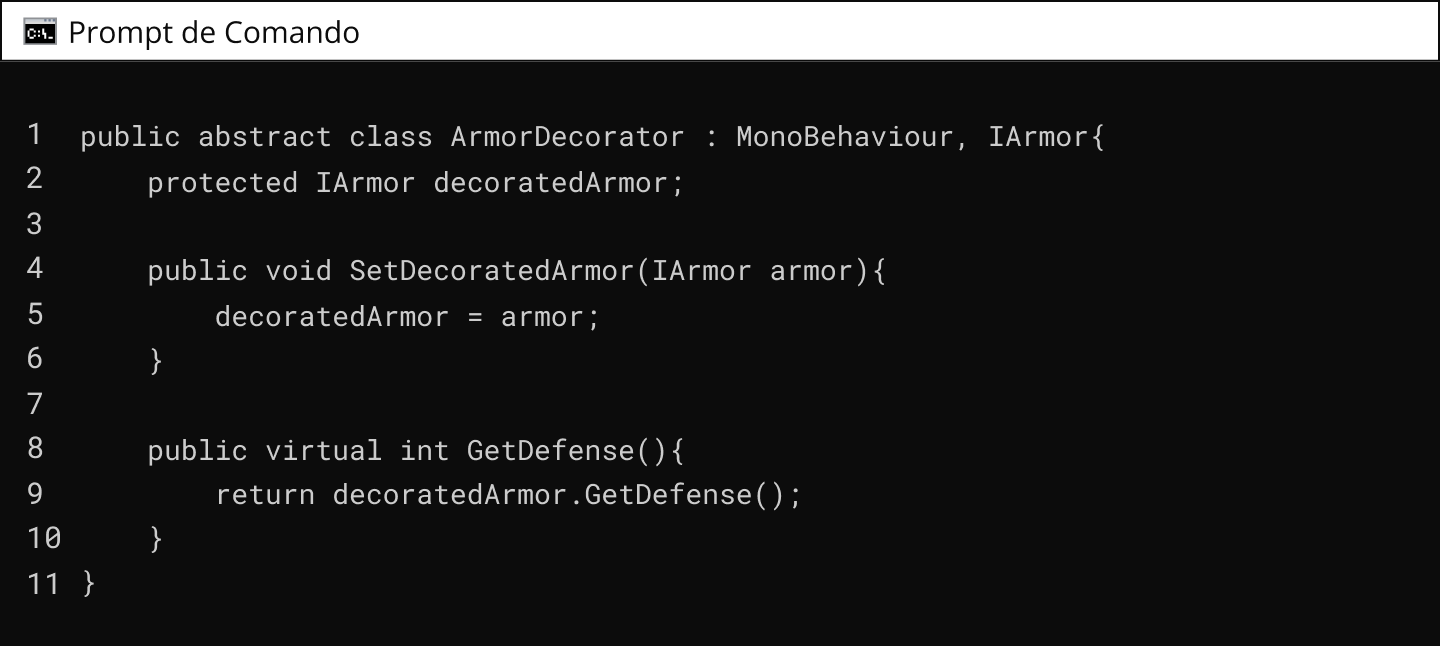 C:\.
Prompt de Comando
1 public abstract class ArmorDecorator : MonoBehaviour, IArmor{
2     protected IArmor decoratedArmor;
3
4     public void SetDecoratedArmor(IArmor armor){
5         decoratedArmor = armor;
6     }
7
8     public virtual int GetDefense(){
9         return decoratedArmor.GetDefense();
10     }
11 }